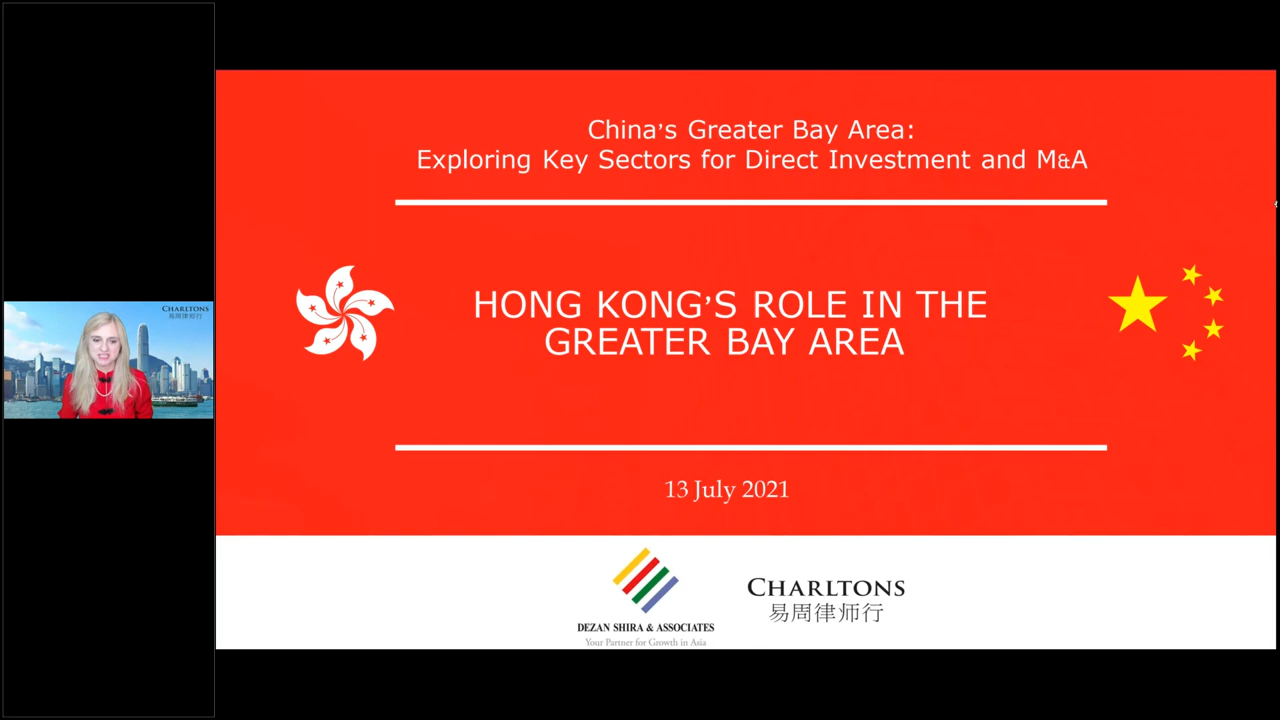 CHARLTONS
易周律师行
China's Greater Bay Area:
Exploring Key Sectors for Direct Investment and M&A
HONG KONG'S ROLE IN THE
GREATER BAY AREA
13 July 2021
DEZAN SHIRA & ASSOCIATES
Your Partner for Growth in Asia
CHARLTONS
易周律师行